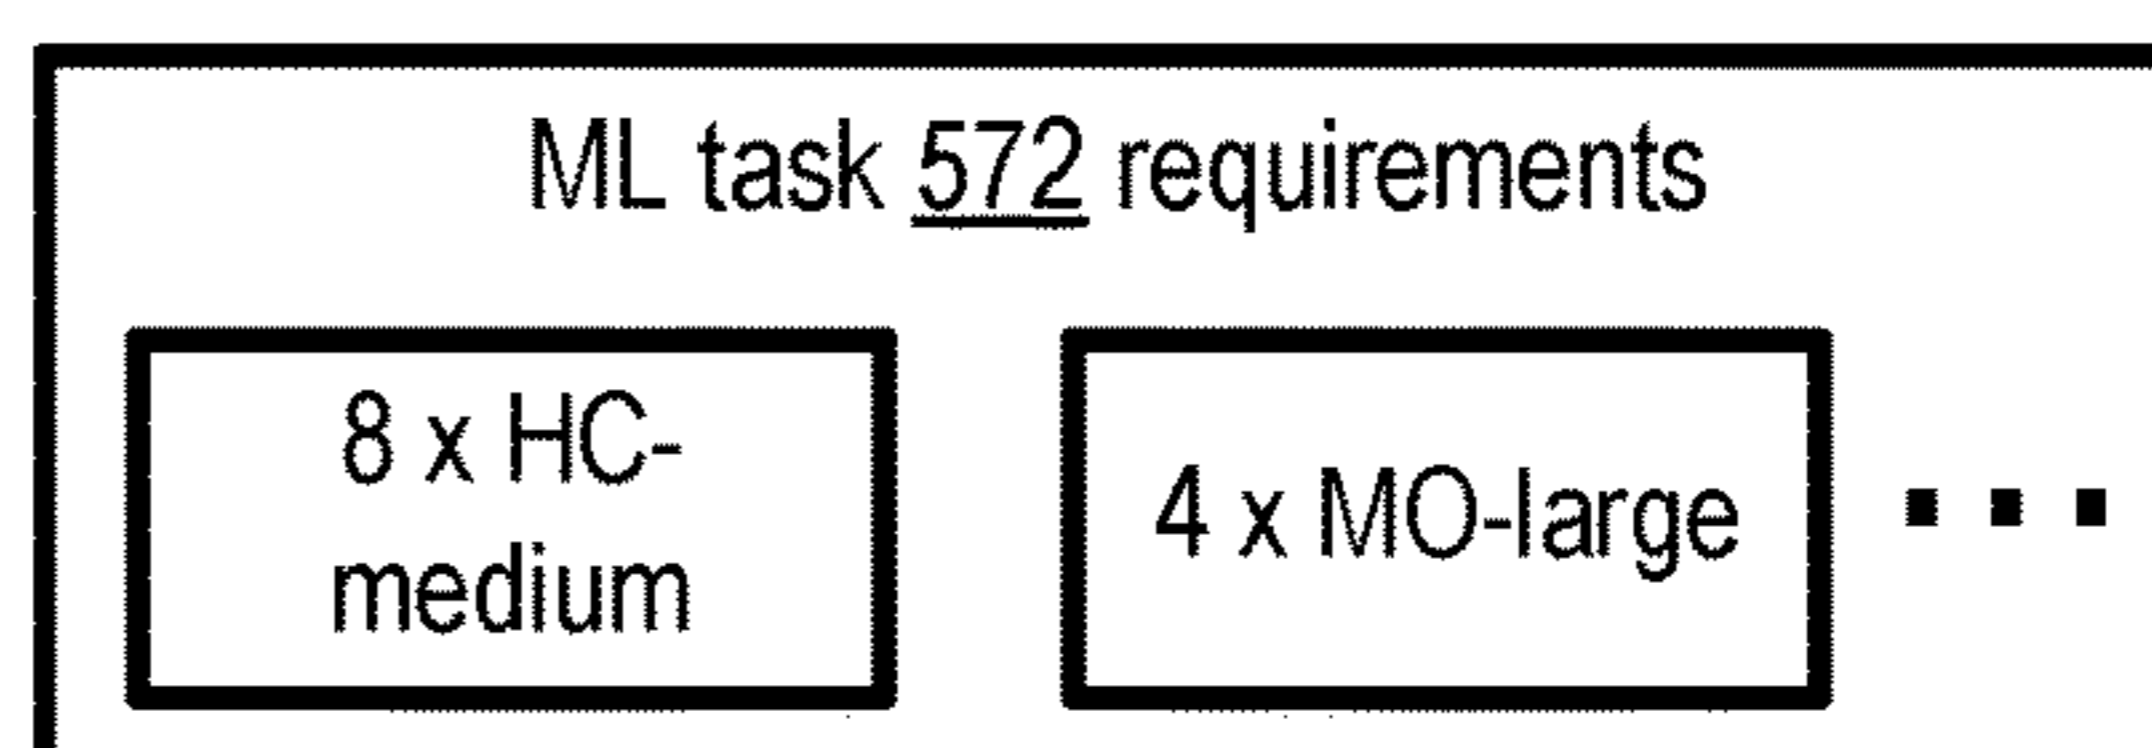 ML task 572 requirements
8 x HC-
medium
4 x MO-large
...